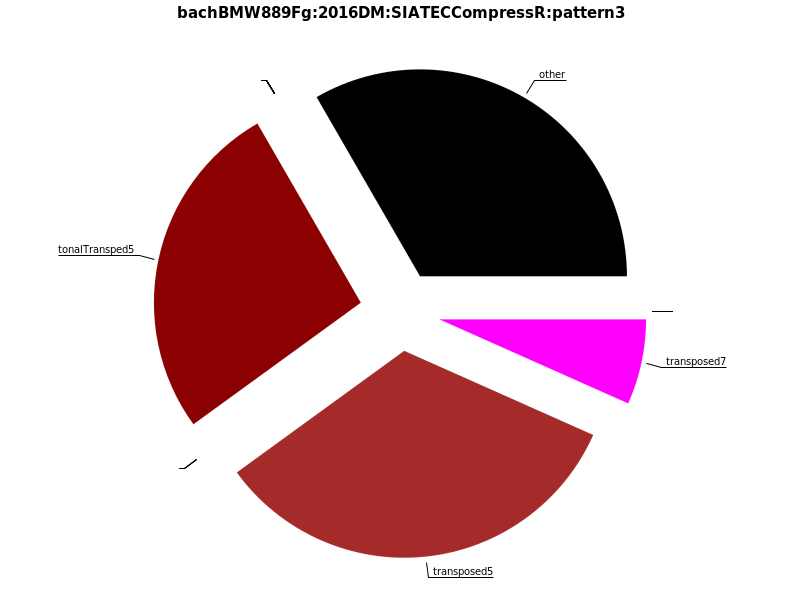 bachBMW889Fg:2016DM:SIATECCompressR:pattern3
other
tonalTransped5
transposed7
transposed5